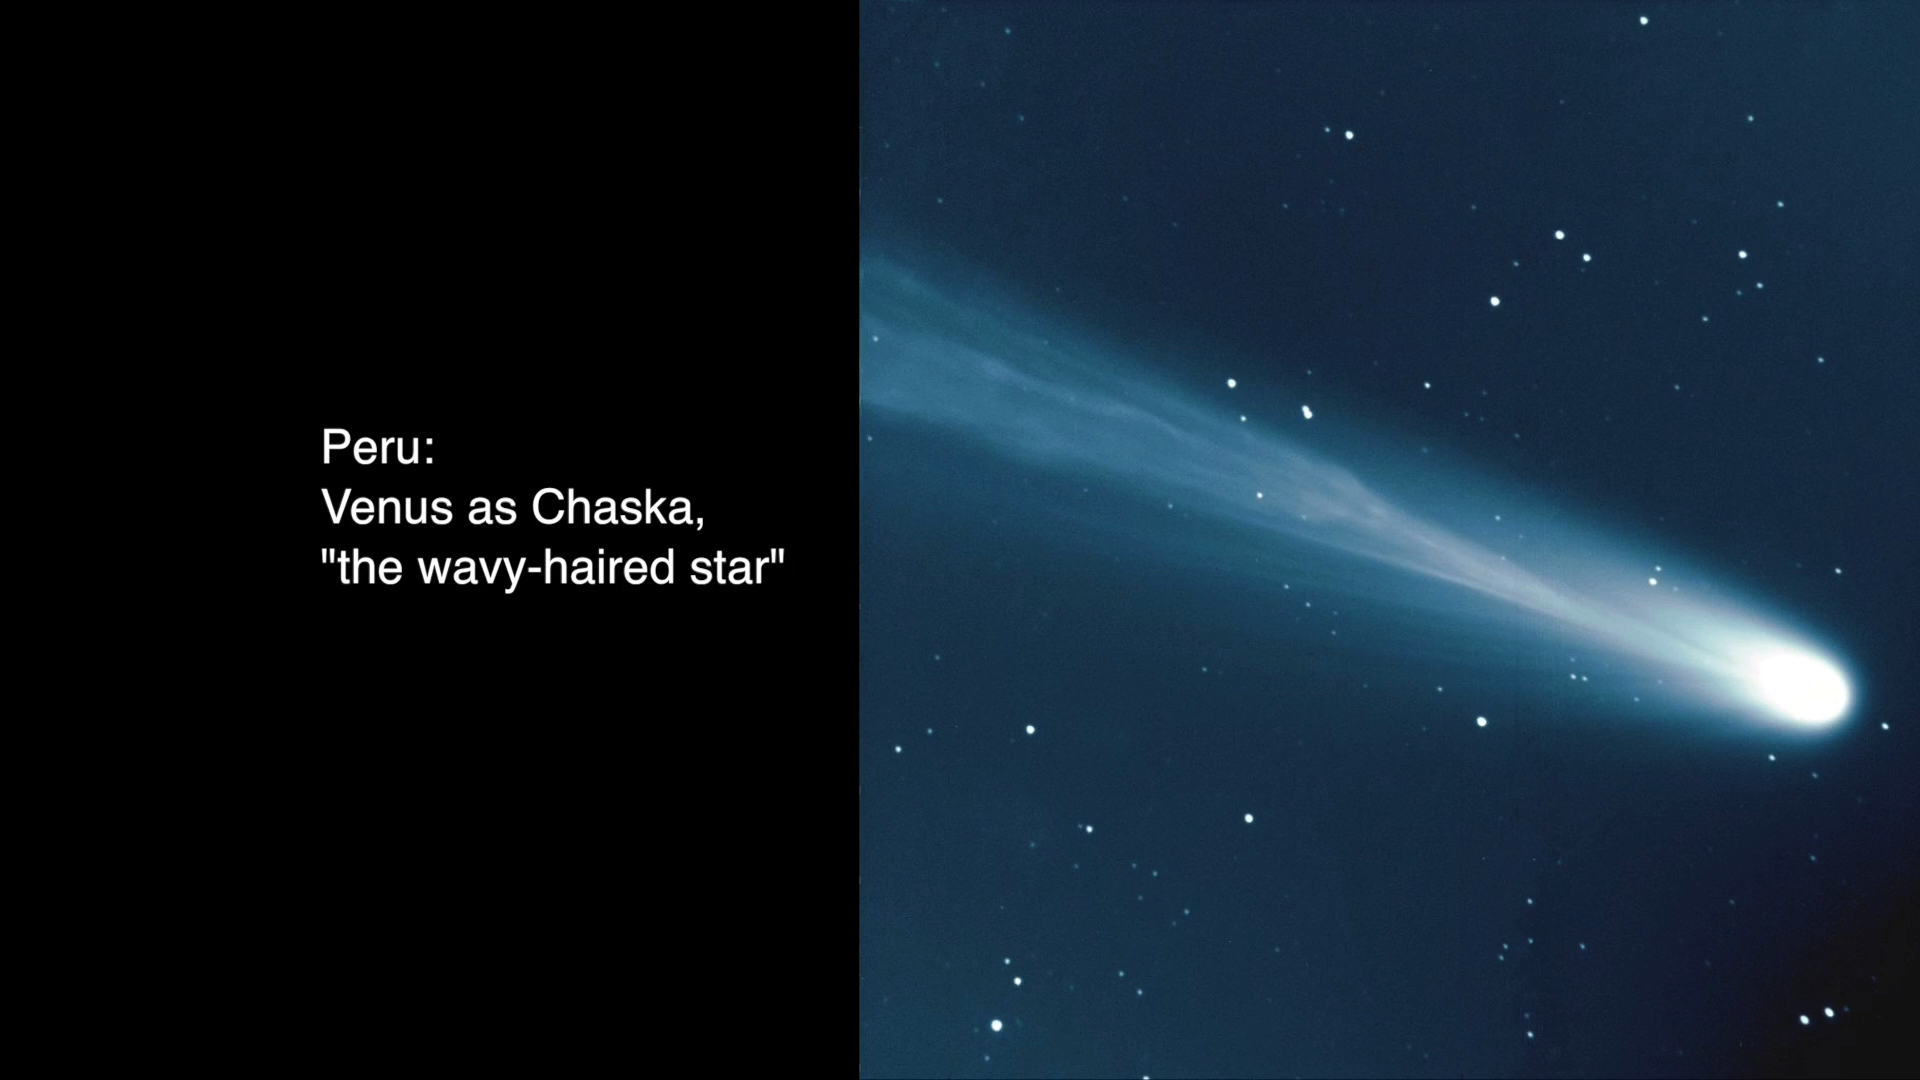 Peru:
Venus as Chaska,
"the wavy-haired star"